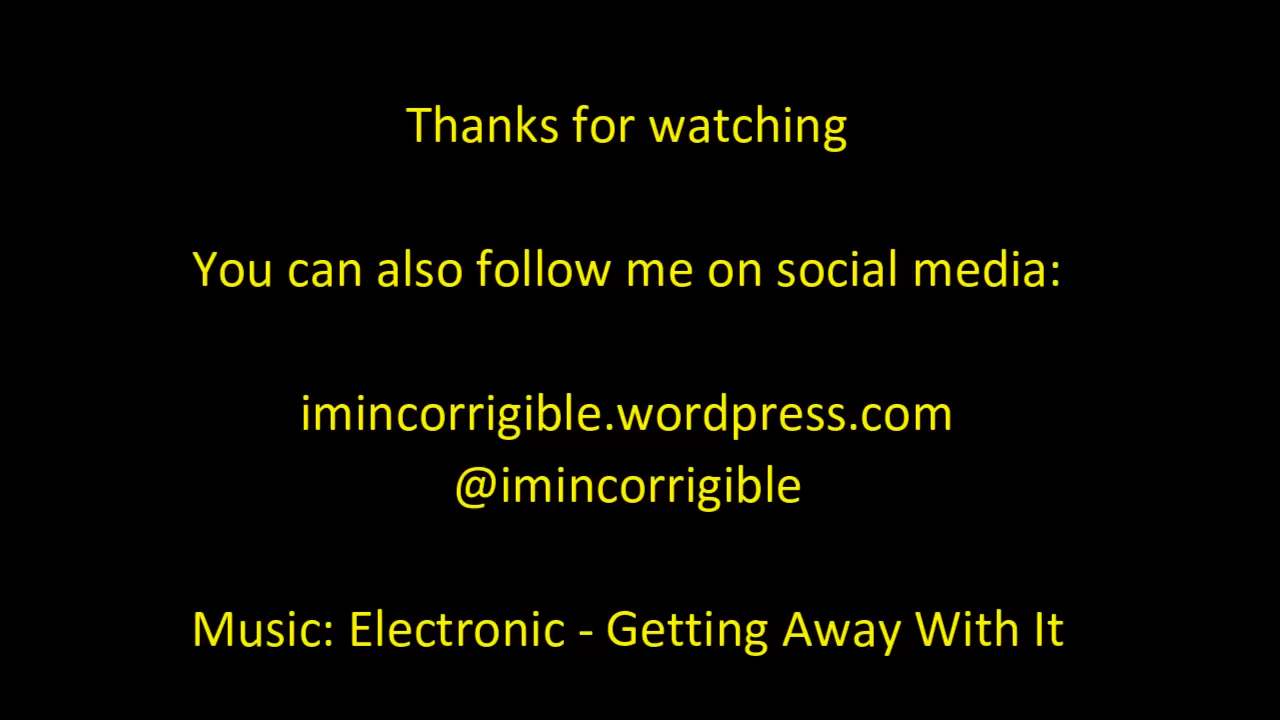 Thanks for watching
You can also follow me on social media:
imincorrigible.wordpress.com
@imincorrigible
Music: Electronic - Getting Away With It